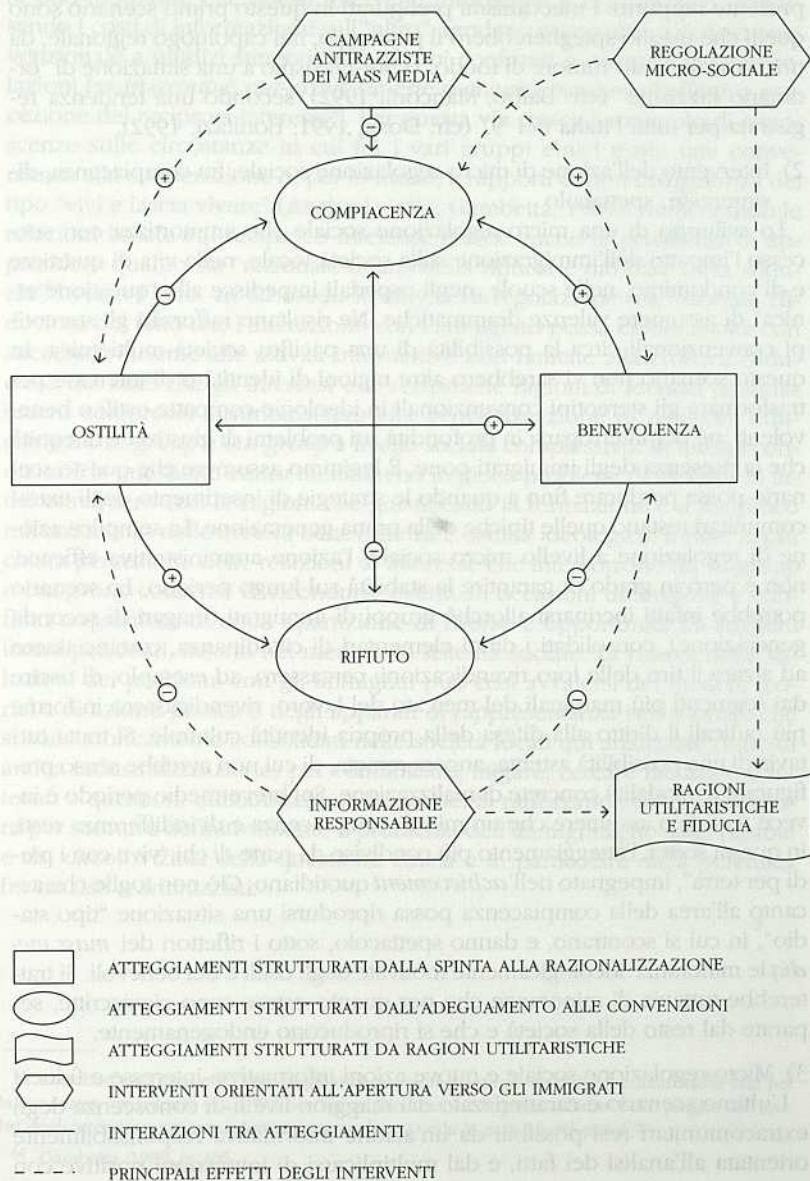 CAMPAGNE
ANTIRAZZISTE
DEI MASS MEDIA
REGOLAZIONE
MICRO-SOCIALE
COMPIACENZA
OSTILITÀ
BENEVOLENZA
RIFIUTO
INFORMAZIONE
RESPONSABILE
RAGIONI
UTILITARISTICHE
E FIDUCIA
ATTEGGIAMENTI STRUTTURATI DALLA SPINTA ALLA RAZIONALIZZAZIONE
ATTEGGIAMENTI STRUTTURATI DALL'ADEGUAMENTO ALLE CONVENZIONI
ATTEGGIAMENTI STRUTTURATI DA RAGIONI UTILITARISTICHE
INTERVENTI ORIENTATI ALL'APERTURA VERSO GLI IMMIGRATI
INTERAZIONI TRA ATTEGGIAMENTI
PRINCIPALI EFFETTI DEGLI INTERVENTI